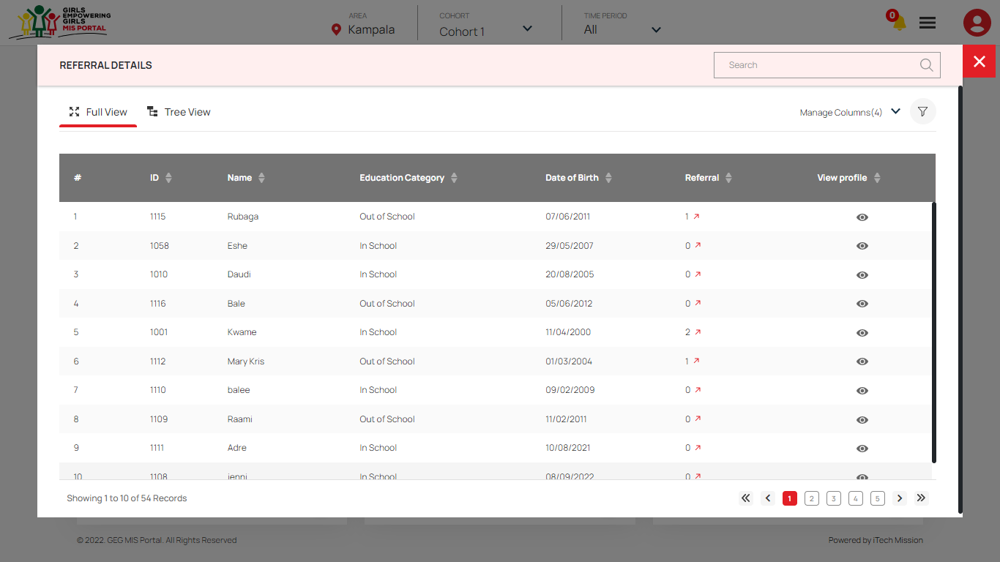 GIRLS
EMPOWERING
GIRLS
MIS PORTAL
AREA
Kampala
COHORT
Cohort 1
TIME PERIOD
All
0
REFERRAL DETAILS
Search
Full View
Tree View
Manage Columns(4)
# ID Name Education Category Date of Birth Referral View profile
1 1115 Rubaga Out of School 07/06/2011 1
2 1058 Eshe In School 29/05/2007 0
3 1010 Daudi In School 20/08/2005 0
4 1116 Bale Out of School 05/06/2012 0
5 1001 Kwame In School 11/04/2000 2
6 1112 Mary Kris Out of School 01/03/2004 1
7 1110 balee In School 09/02/2009 0
8 1109 Raami Out of School 11/02/2011 0
9 1111 Adre In School 10/08/2021 0
10 1108 jenni In School 08/09/2022 0
Showing 1 to 10 of 54 Records
1 2 3 4 5
© 2022. GEG MIS Portal. All Rights Reserved
Powered by iTech Mission